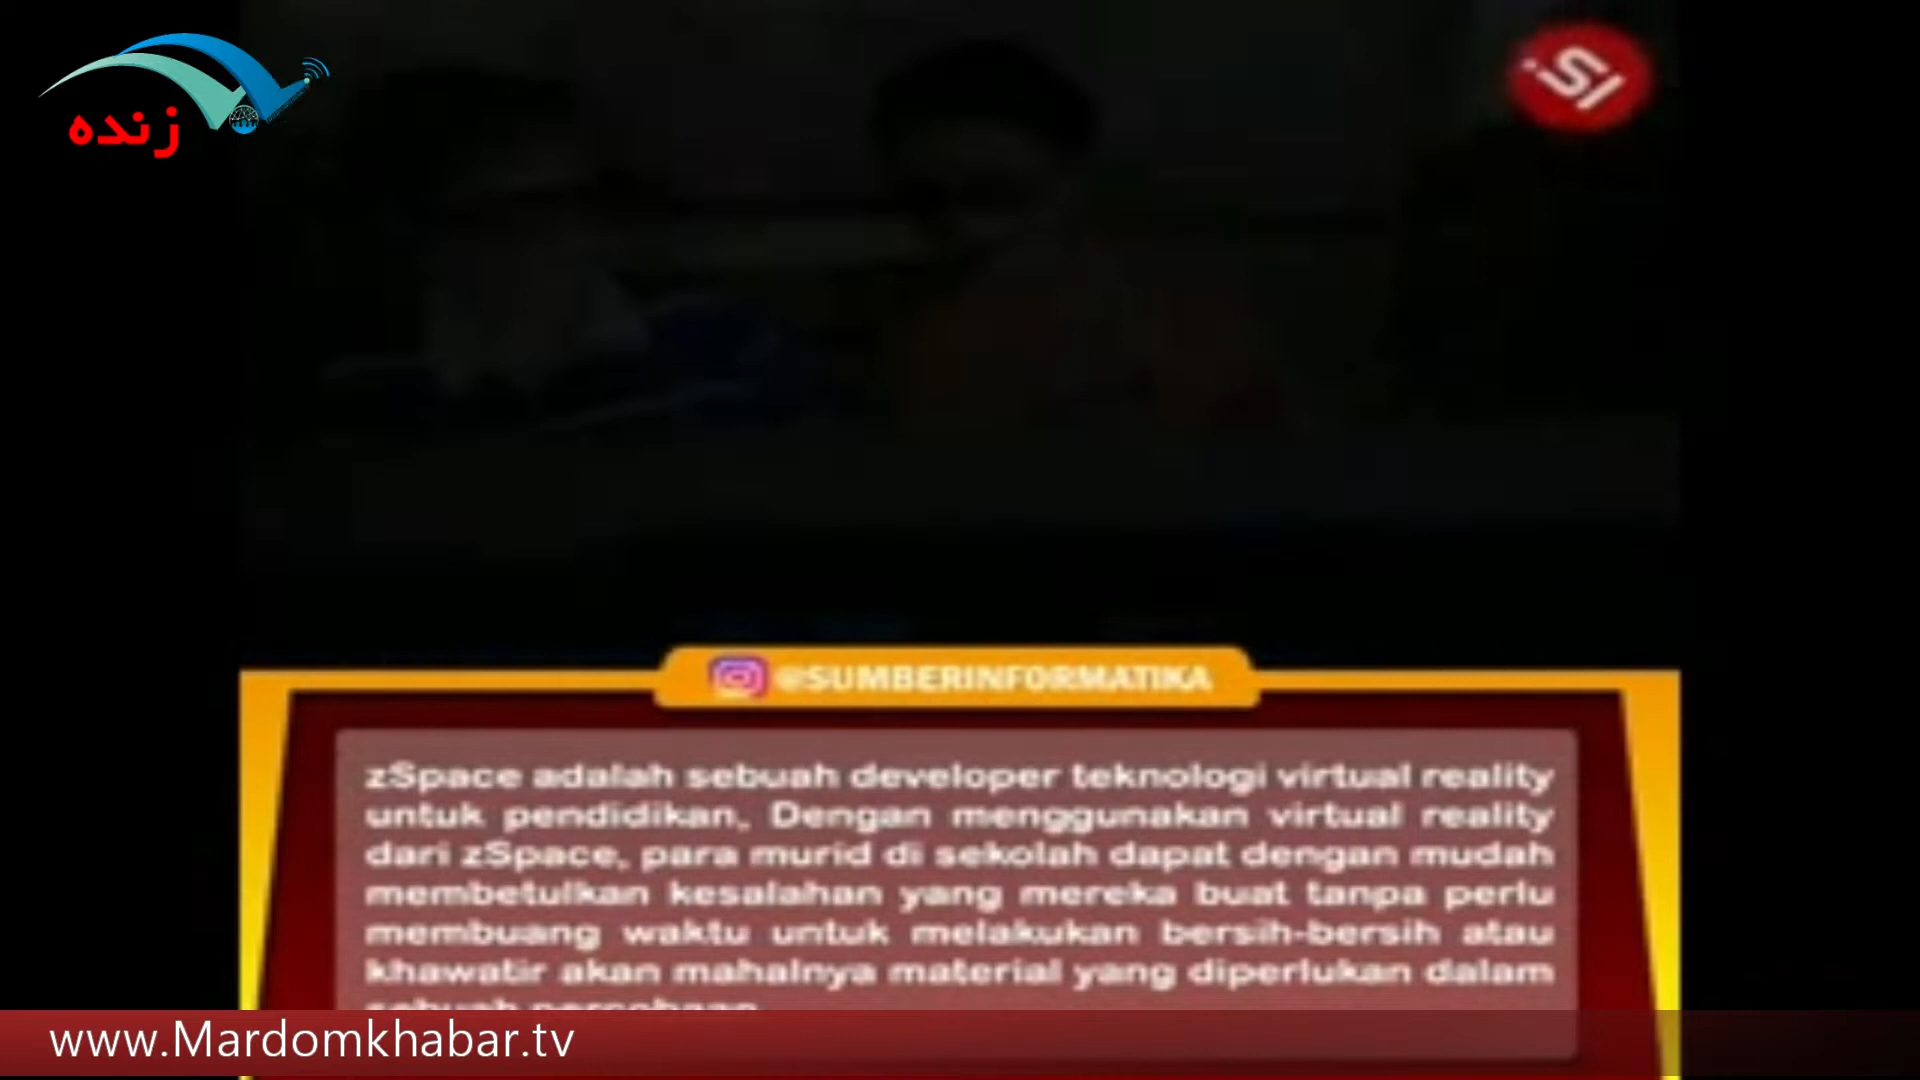 زنده
@SUMBERINFORMATIKA
zSpace adalah sebuah developer teknologi virtual reality
untuk pendidikan. Dengan menggunakan virtual reality
dari zSpace, para murid di sekolah dapat dengan mudah
membetulkan kesalahan yang mereka buat tanpa perlu
membuang waktu untuk melakukan bersih-bersih atau
khawatir akan mahalnya material yang diperlukan dalam
www.Mardomkhabar.tv